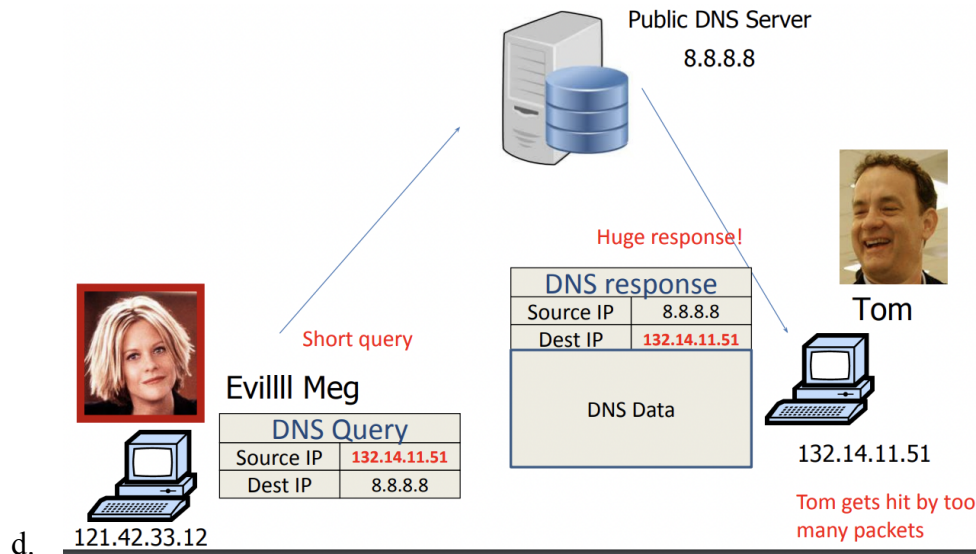 Public DNS Server
8.8.8.8
Huge response!
DNS response
Source IP 8.8.8.8
Dest IP 132.14.11.51
DNS Data
Tom
132.14.11.51
Tom gets hit by too
many packets
Short query
Evillll Meg
DNS Query
Source IP 132.14.11.51
Dest IP 8.8.8.8
121.42.33.12
d.